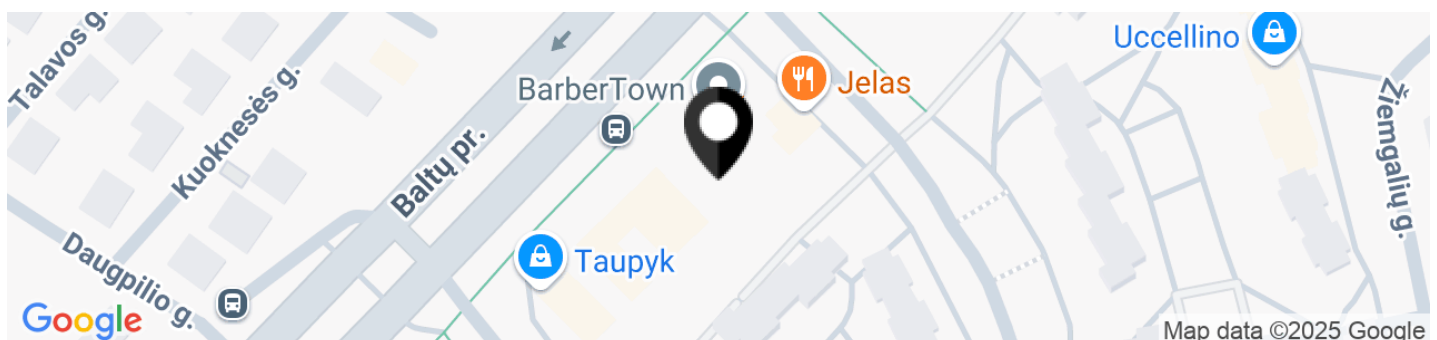 Talavos g.
Kuoknesės g.
Baltų pr.
Daugpilio g.
BarberTown
Jelas
Uccellino
Žiemgalių g.
Taupyk
Google
Map data ©2025 Google